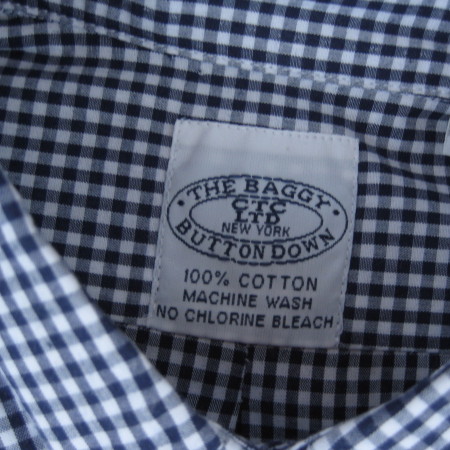 · THE BAGGY ·
CTC
LTD
NEW YORK
BUTTON DOWN
100% COTTON
MACHINE WASH
NO CHLORINE BLEACH